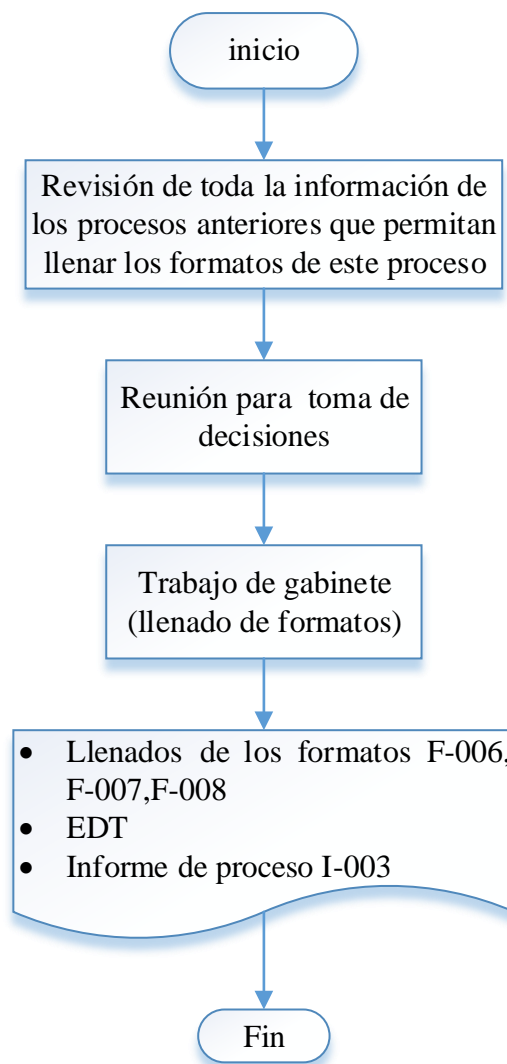 inicio
Revisión de toda la información de
los procesos anteriores que permitan
llenar los formatos de este proceso
Reunión para toma de
decisiones
Trabajo de gabinete
(llenado de formatos)
• Llenados de los formatos F-006,
F-007,F-008
• EDT
• Informe de proceso I-003
Fin